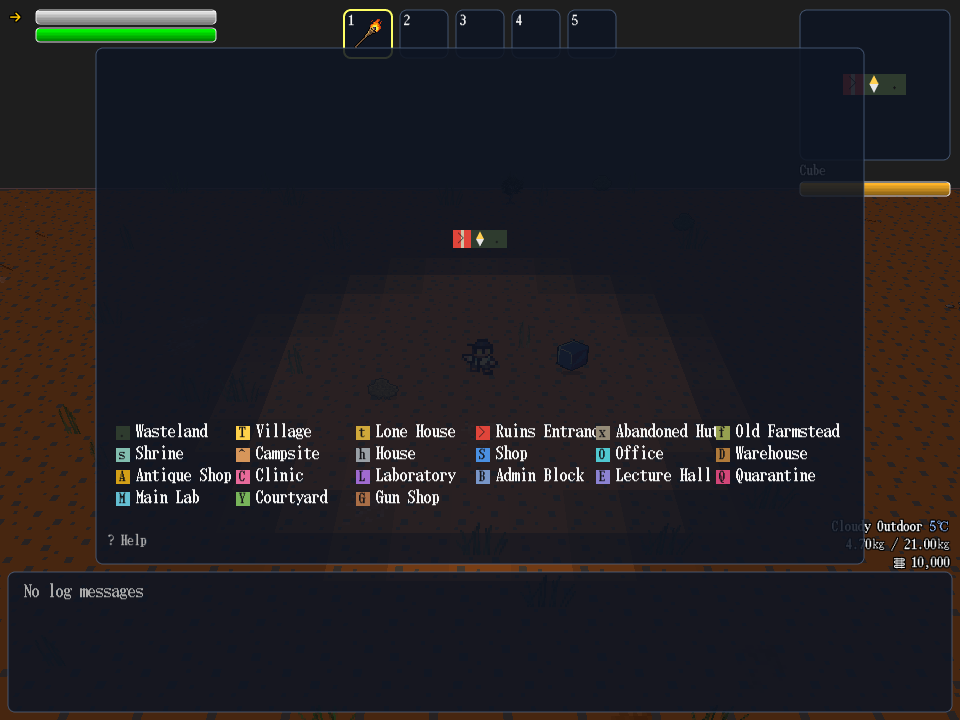 1 2 3 4 5
Cube
. Wasteland T Village t Lone House > Ruins Entranc x Abandoned Hut f Old Farmstead
s Shrine ^ Campsite h House S Shop O Office D Warehouse
A Antique Shop C Clinic L Laboratory B Admin Block E Lecture Hall Q Quarantine
M Main Lab Y Courtyard G Gun Shop
Cloudy Outdoor 5℃
? Help
4.70kg / 21.00kg
10,000
No log messages